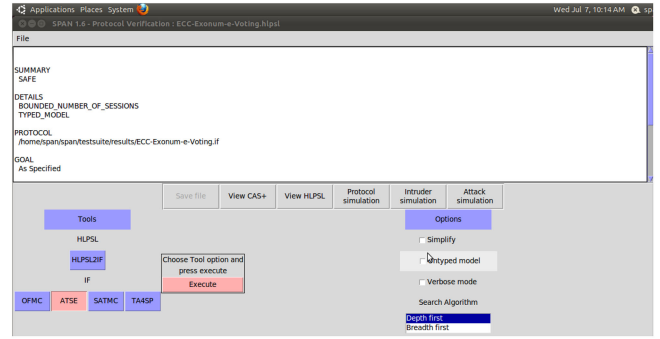 Applications Places System Wed Jul 7, 10:14 AM sp
SPAN 1.6 - Protocol Verification : ECC-Exonum-e-Voting.hlpsl
File
SUMMARY
SAFE
DETAILS
BOUNDED_NUMBER_OF_SESSIONS
TYPED_MODEL
PROTOCOL
/home/span/span/testsuite/results/ECC-Exonum-e-Voting.if
GOAL
As Specified
Save file View CAS+ View HLPSL Protocol simulation Intruder simulation Attack simulation
Tools
HLPSL
HLPSL2IF
IF
OFMC ATSE SATMC TA4SP
Choose Tool option and
press execute
Execute
Options
Simplify
Untyped model
Verbose mode
Search Algorithm
Depth first
Breadth first